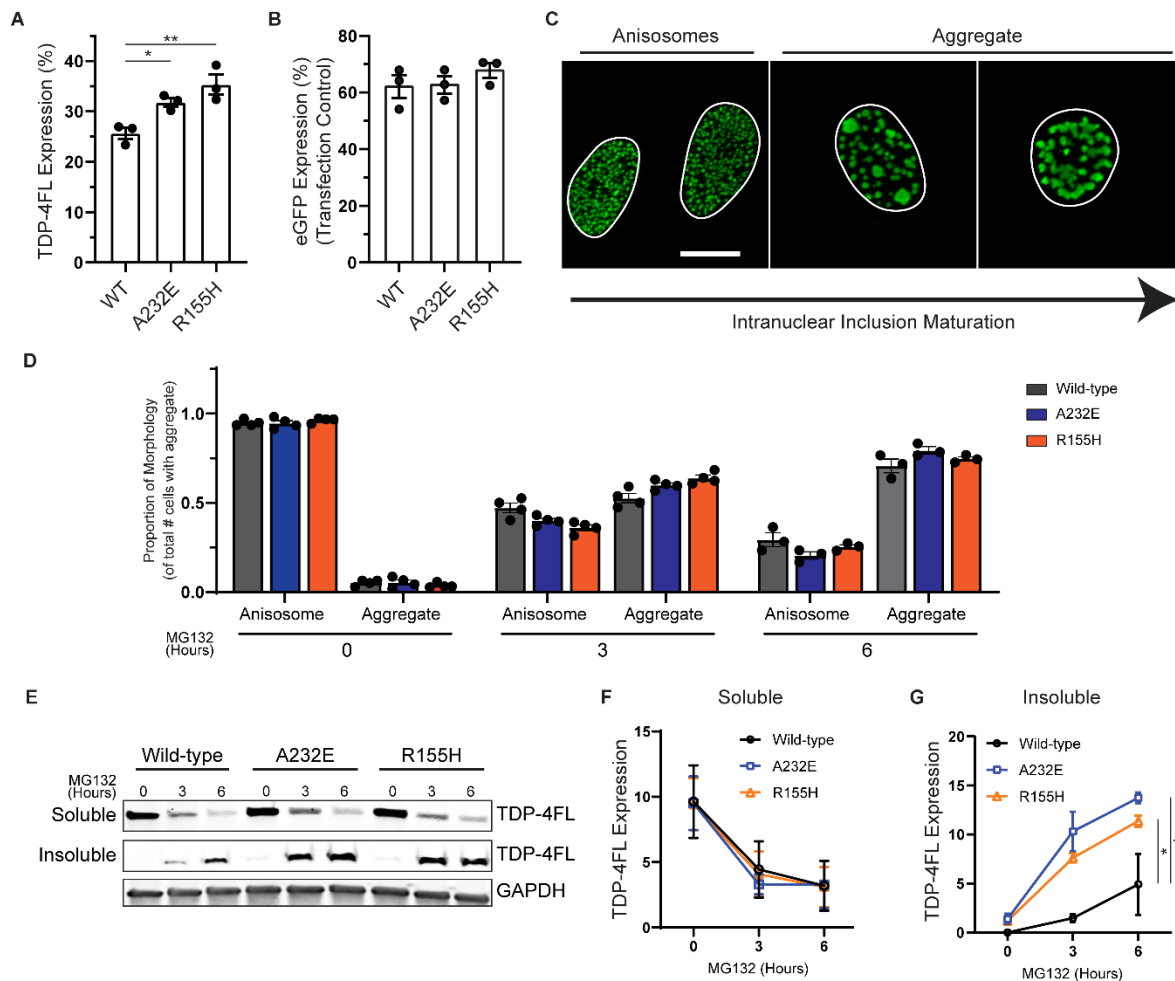 A
TDP-4FL Expression (%)
50
40
30
20
10
0
*
**
WT
A232E
R155H
B
eGFP Expression (%)
(Transfection Control)
80
60
40
20
0
WT
A232E
R155H
C
Anisosomes
Aggregate
Intranuclear Inclusion Maturation
D
Proportion of Morphology
(of total # cells with aggregate)
1.0
0.5
0.0
Wild-type
A232E
R155H
Anisosome Aggregate Anisosome Aggregate Anisosome Aggregate
MG132
(Hours)
0 3 6
E
Wild-type A232E R155H
MG132
(Hours)
0 3 6 0 3 6 0 3 6
Soluble TDP-4FL
Insoluble TDP-4FL
GAPDH
F
Soluble
TDP-4FL Expression
15
10
5
0
Wild-type
A232E
R155H
0 3 6
MG132 (Hours)
G
Insoluble
TDP-4FL Expression
20
15
10
5
0
Wild-type
A232E
R155H
*
0 3 6
MG132 (Hours)